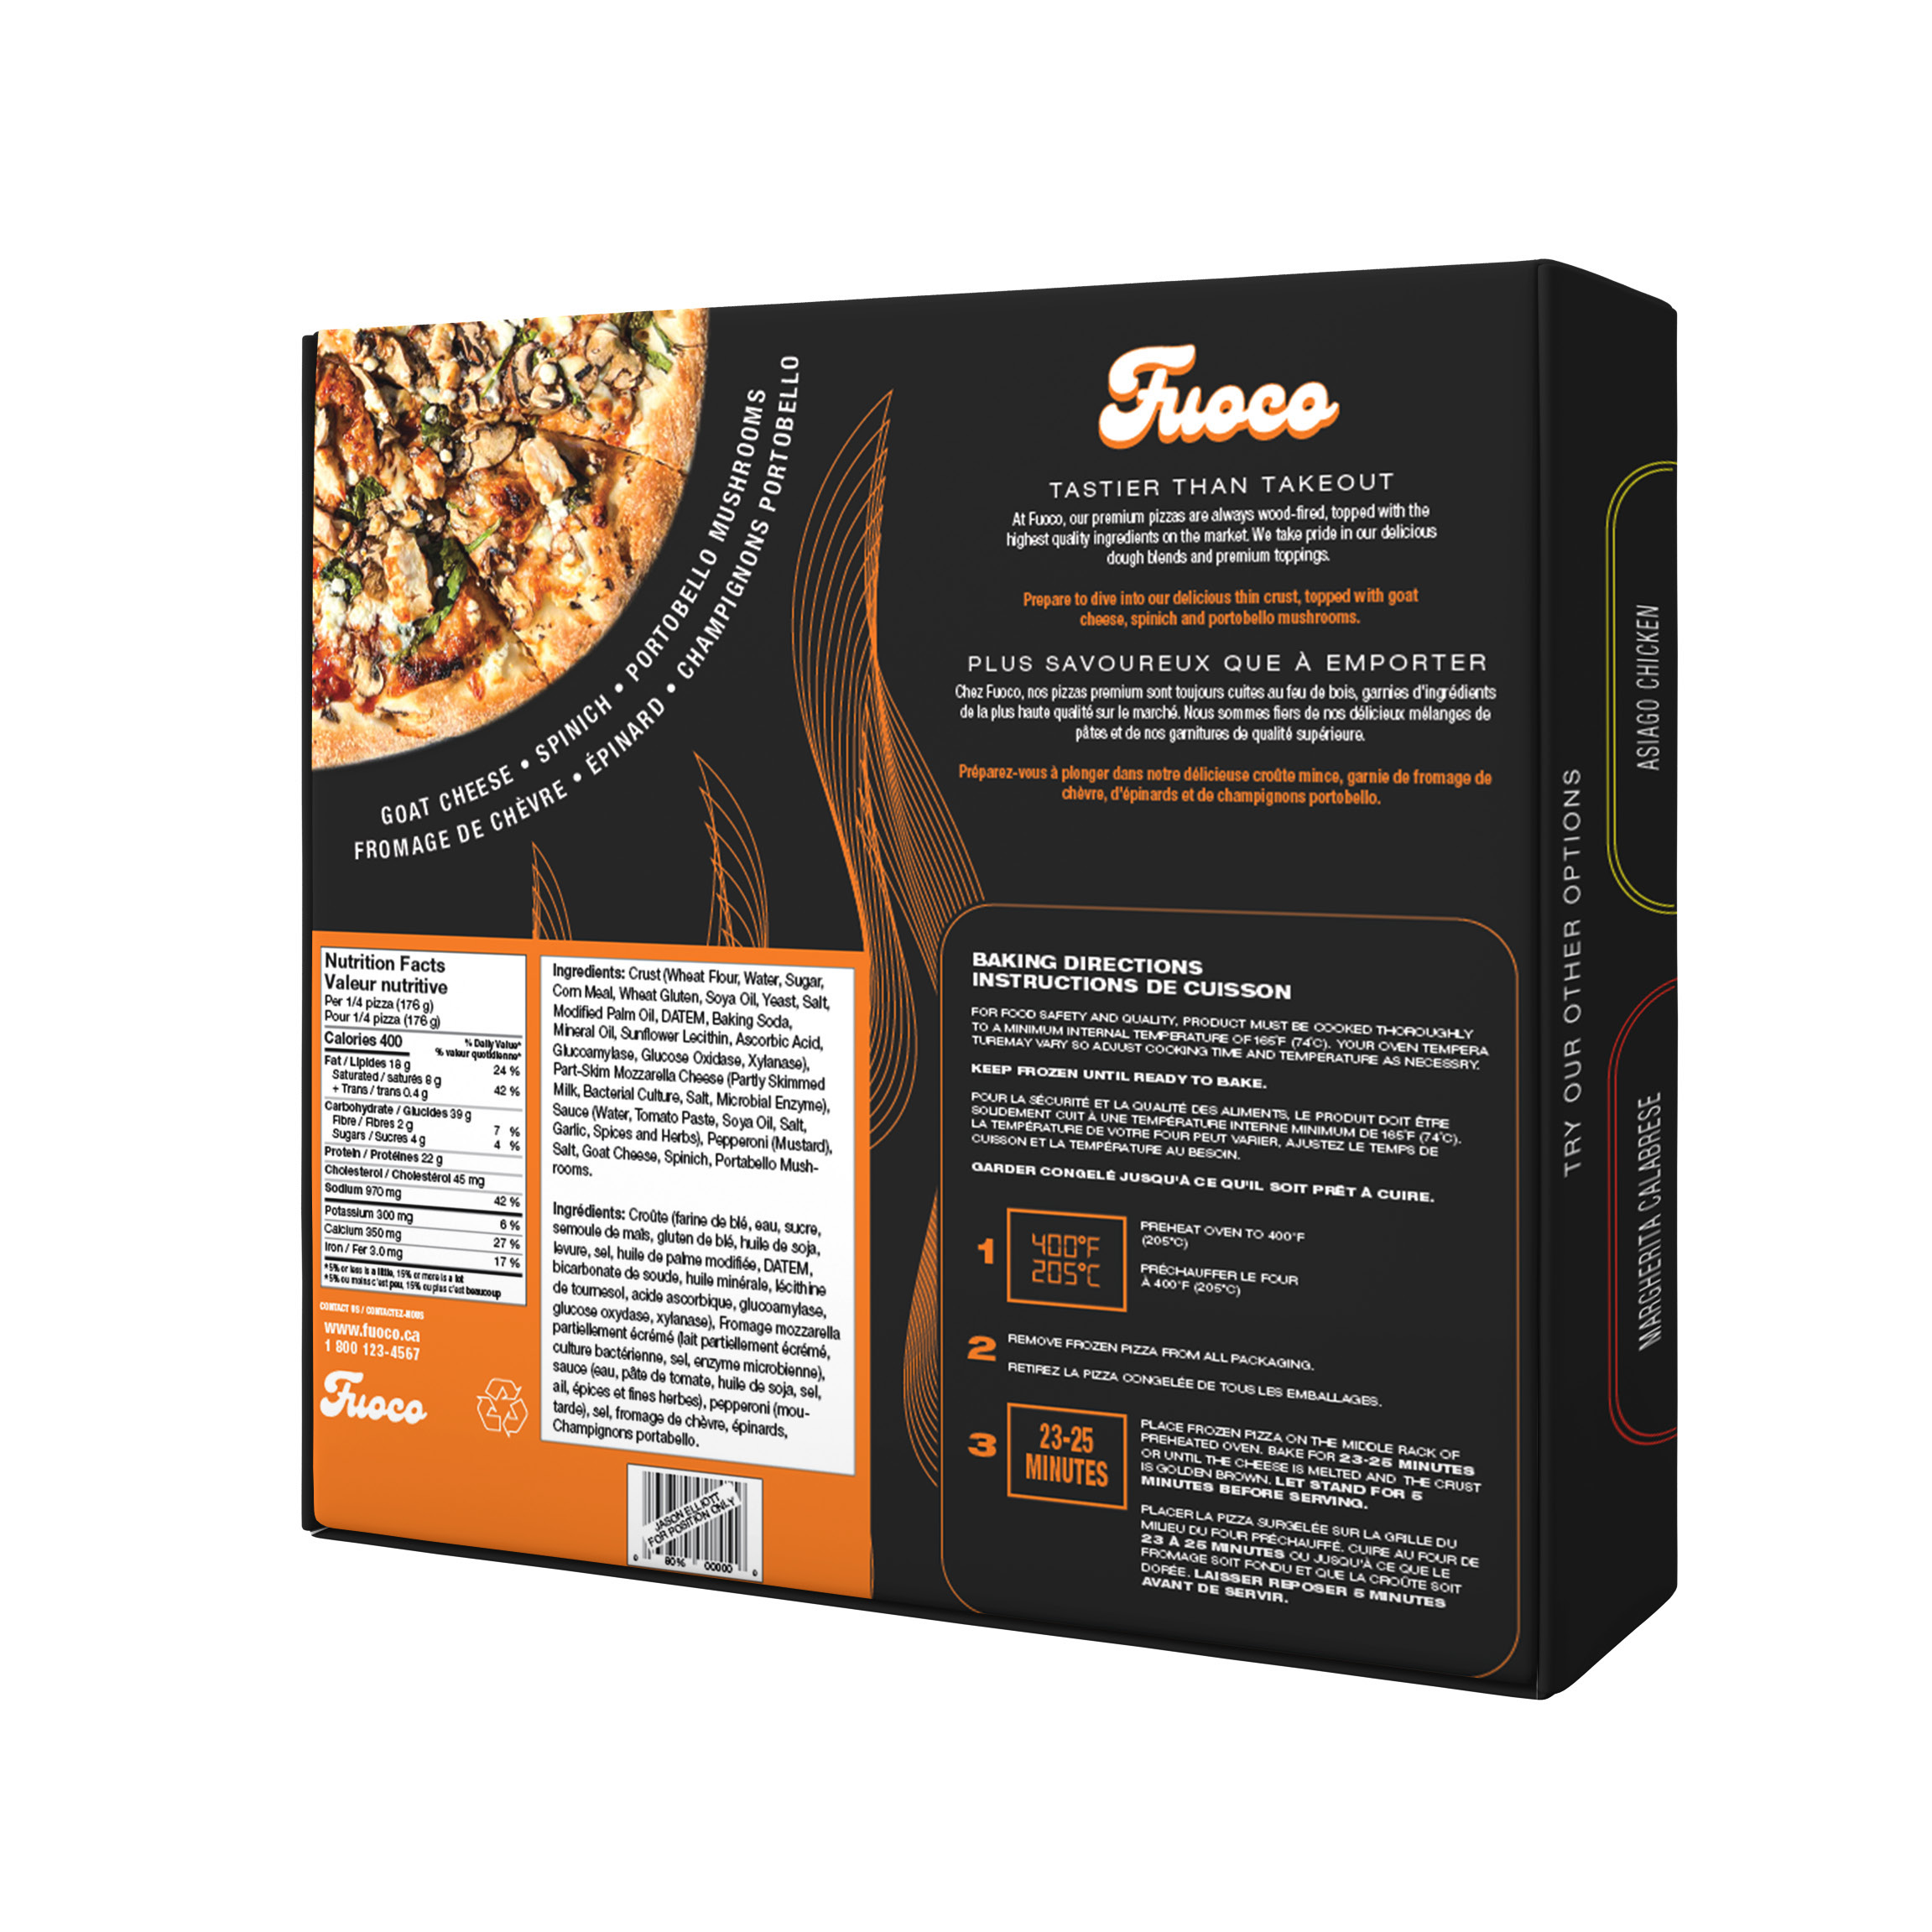 GOAT CHEESE • SPINICH • PORTOBELLO MUSHROOMS
FROMAGE DE CHÈVRE • ÉPINARD • CHAMPIGNONS PORTOBELLO
Fuoco
TASTIER THAN TAKEOUT
At Fuoco, our premium pizzas are always wood-fired, topped with the
highest quality ingredients on the market. We take pride in our delicious
dough blends and premium toppings.
Prepare to dive into our delicious thin crust, topped with goat
cheese, spinich and portobello mushrooms.
PLUS SAVOUREUX QUE À EMPORTER
Chez Fuoco, nos pizzas premium sont toujours cuites au feu de bois, garnies d'ingrédients
de la plus haute qualité sur le marché. Nous sommes fiers de nos délicieux mélanges de
pâtes et de nos garnitures de qualité supérieure.
Préparez-vous à plonger dans notre délicieuse croûte mince, garnie de fromage de
chèvre, d'épinards et de champignons portobello.
Nutrition Facts
Valeur nutritive
Per 1/4 pizza (176 g)
Pour 1/4 pizza (176 g)
Calories 400
% Daily Value*
% valeur quotidienne*
Fat / Lipides 18 g 24 %
Saturated / saturés 8 g
+ Trans / trans 0.4 g 42 %
Carbohydrate / Glucides 39 g
Fibre / Fibres 2 g 7 %
Sugars / Sucres 4 g 4 %
Protein / Protéines 22 g
Cholesterol / Cholestérol 45 mg
Sodium 970 mg 42 %
Potassium 300 mg 6 %
Calcium 350 mg 27 %
Iron / Fer 3.0 mg 17 %
*5% or less is a little, 15% or more is a lot
*5% ou moins c'est peu, 15% ou plus c'est beaucoup
CONTACT US / CONTACTEZ-NOUS
www.fuoco.ca
1 800 123-4567
Fuoco
Ingredients: Crust (Wheat Flour, Water, Sugar,
Corn Meal, Wheat Gluten, Soya Oil, Yeast, Salt,
Modified Palm Oil, DATEM, Baking Soda,
Mineral Oil, Sunflower Lecithin, Ascorbic Acid,
Glucoamylase, Glucose Oxidase, Xylanase),
Part-Skim Mozzarella Cheese (Partly Skimmed
Milk, Bacterial Culture, Salt, Microbial Enzyme),
Sauce (Water, Tomato Paste, Soya Oil, Salt,
Garlic, Spices and Herbs), Pepperoni (Mustard),
Salt, Goat Cheese, Spinich, Portabello Mush-
rooms.
Ingrédients: Croûte (farine de blé, eau, sucre,
semoule de maïs, gluten de blé, huile de soja,
levure, sel, huile de palme modifiée, DATEM,
bicarbonate de soude, huile minérale, lécithine
de tournesol, acide ascorbique, glucoamylase,
glucose oxydase, xylanase), Fromage mozzarella
partiellement écrémé (lait partiellement écrémé,
culture bactérienne, sel, enzyme microbienne),
sauce (eau, pâte de tomate, huile de soja, sel,
ail, épices et fines herbes), pepperoni (mou-
tarde), sel, fromage de chèvre, épinards,
Champignons portabello.
JASON ELLIOTT
FOR POSITION ONLY
0 80% 00000 0
BAKING DIRECTIONS
INSTRUCTIONS DE CUISSON
FOR FOOD SAFETY AND QUALITY, PRODUCT MUST BE COOKED THOROUGHLY
TO A MINIMUM INTERNAL TEMPERATURE OF 165°F (74°C). YOUR OVEN TEMPERA
TUREMAY VARY SO ADJUST COOKING TIME AND TEMPERATURE AS NECESSRY.
KEEP FROZEN UNTIL READY TO BAKE.
POUR LA SÉCURITÉ ET LA QUALITÉ DES ALIMENTS, LE PRODUIT DOIT ÊTRE
SOLIDEMENT CUIT À UNE TEMPÉRATURE INTERNE MINIMUM DE 165°F (74°C).
LA TEMPÉRATURE DE VOTRE FOUR PEUT VARIER, AJUSTEZ LE TEMPS DE
CUISSON ET LA TEMPÉRATURE AU BESOIN.
GARDER CONGELÉ JUSQU'À CE QU'IL SOIT PRÊT À CUIRE.
1
400°F
205°C
PREHEAT OVEN TO 400°F
(205°C)
PRÉCHAUFFER LE FOUR
À 400°F (205°C)
2
REMOVE FROZEN PIZZA FROM ALL PACKAGING.
RETIREZ LA PIZZA CONGELÉE DE TOUS LES EMBALLAGES.
3
23-25
MINUTES
PLACE FROZEN PIZZA ON THE MIDDLE RACK OF
PREHEATED OVEN. BAKE FOR 23-25 MINUTES
OR UNTIL THE CHEESE IS MELTED AND THE CRUST
IS GOLDEN BROWN. LET STAND FOR 5
MINUTES BEFORE SERVING.
PLACER LA PIZZA SURGELÉE SUR LA GRILLE DU
MILIEU DU FOUR PRÉCHAUFFÉ. CUIRE AU FOUR DE
23 À 25 MINUTES OU JUSQU'À CE QUE LE
FROMAGE SOIT FONDU ET QUE LA CROÛTE SOIT
DORÉE. LAISSER REPOSER 5 MINUTES
AVANT DE SERVIR.
TRY OUR OTHER OPTIONS
ASIAGO CHICKEN
MARGHERITA CALABRESE